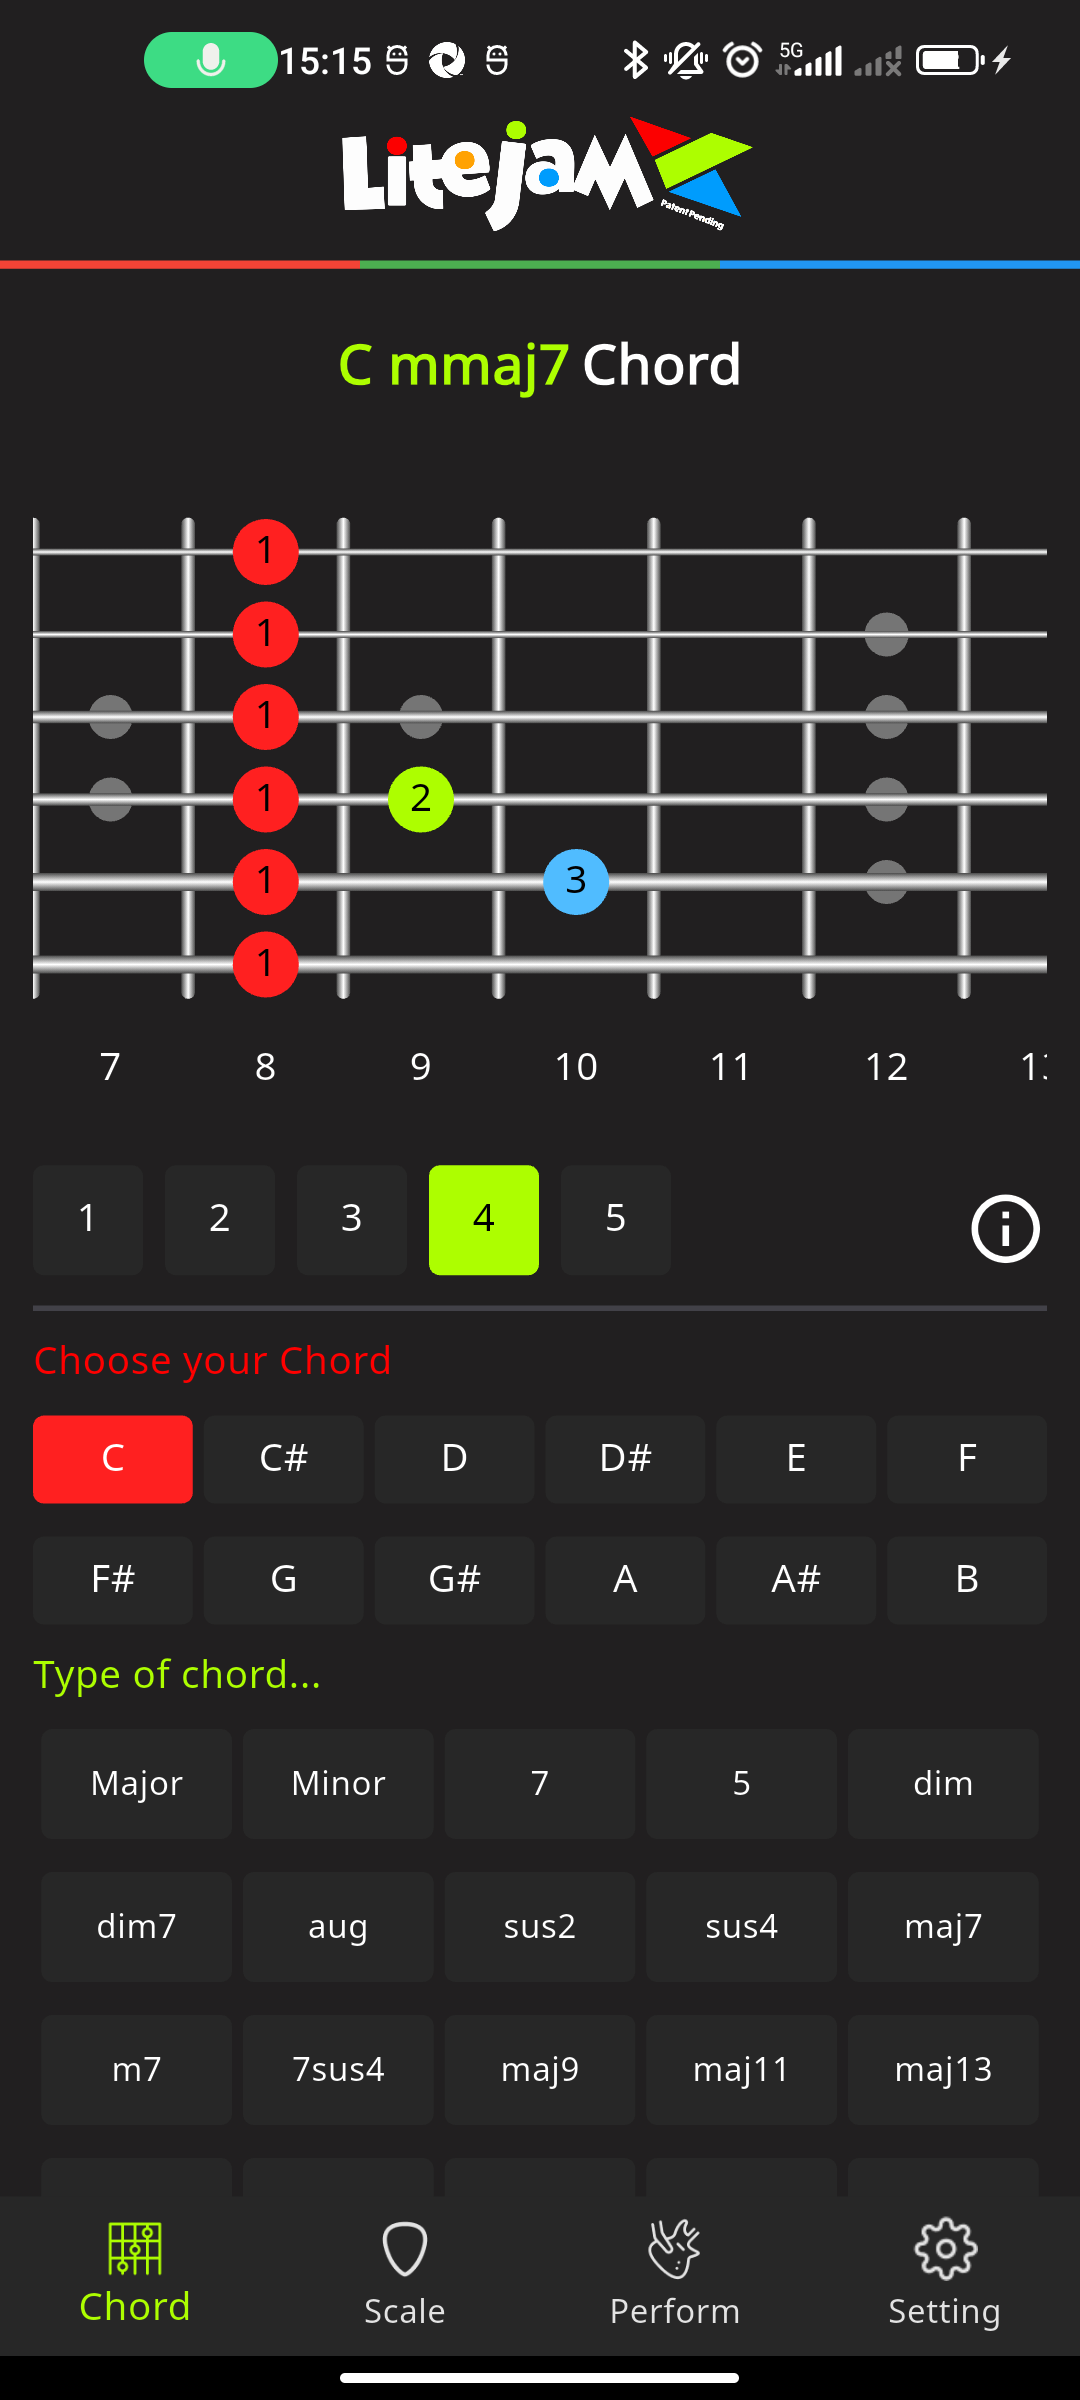 15:15 5G
Litejam
Patent Pending
C mmaj7 Chord
1
1
1
1 2
1 3
1
7 8 9 10 11 12
1 2 3 4 5
Choose your Chord
C C# D D# E F
F# G G# A A# B
Type of chord...
Major Minor 7 5 dim
dim7 aug sus2 sus4 maj7
m7 7sus4 maj9 maj11 maj13
Chord Scale Perform Setting